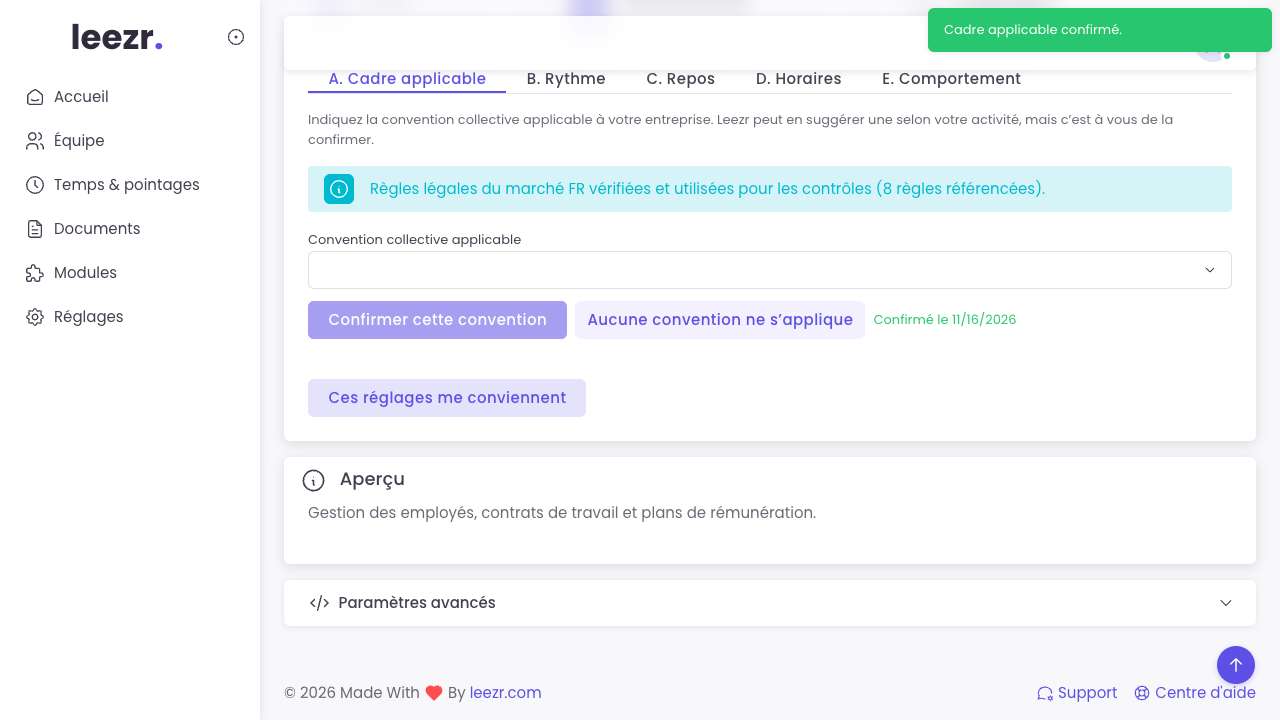 leezr.
Accueil
Équipe
Temps & pointages
Documents
Modules
Réglages
Cadre applicable confirmé.
A. Cadre applicable
B. Rythme
C. Repos
D. Horaires
E. Comportement
Indiquez la convention collective applicable à votre entreprise. Leezr peut en suggérer une selon votre activité, mais c’est à vous de la
confirmer.
Règles légales du marché FR vérifiées et utilisées pour les contrôles (8 règles référencées).
Convention collective applicable
Confirmer cette convention
Aucune convention ne s’applique
Confirmé le 11/16/2026
Ces réglages me conviennent
Aperçu
Gestion des employés, contrats de travail et plans de rémunération.
</> Paramètres avancés
© 2026 Made With ❤ By leezr.com
Support
Centre d'aide